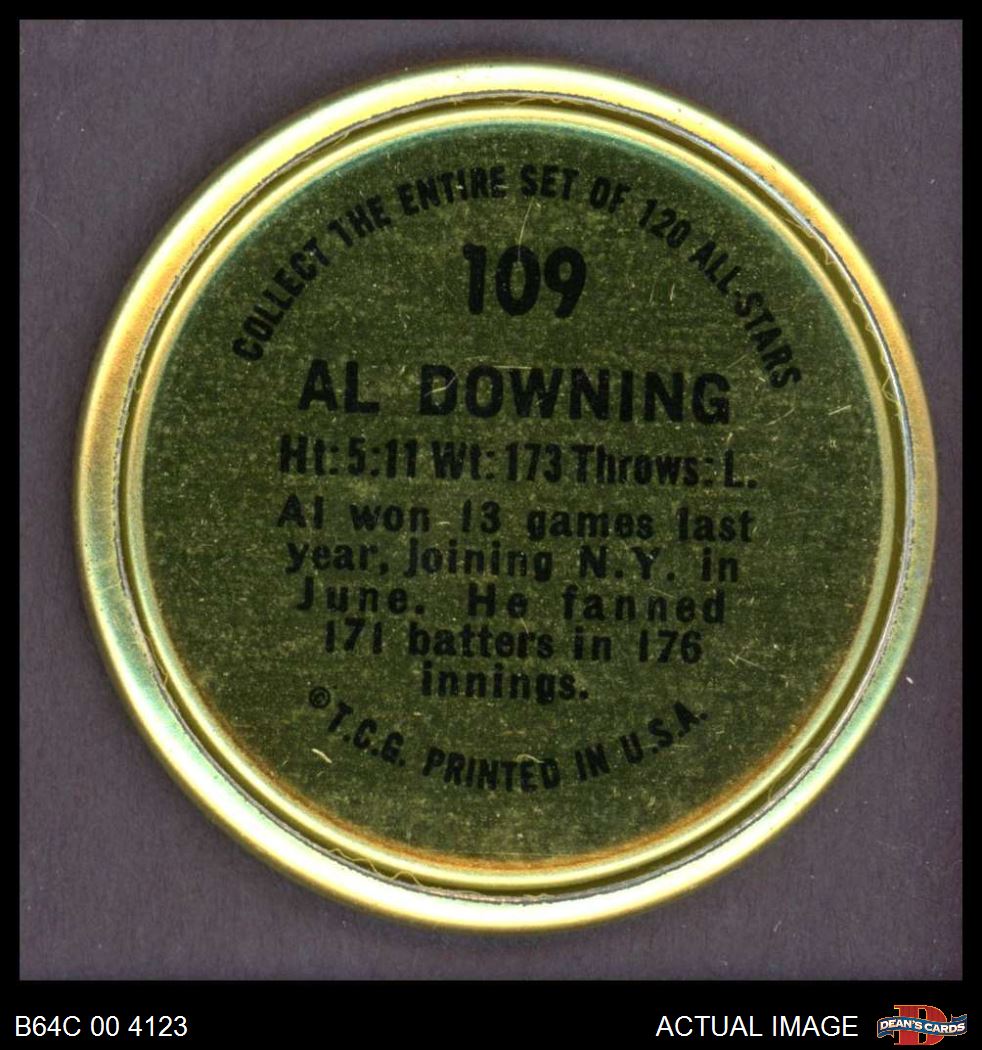 COLLECT THE ENTIRE SET OF 120 ALL-STARS
109
AL DOWNING
Ht: 5:11 Wt: 173 Throws: L.
Al won 13 games last
year, joining N.Y. in
June. He fanned
171 batters in 176
innings.
© T.C.G. PRINTED IN U.S.A.
B64C 00 4123
ACTUAL IMAGE
DEAN'S CARDS